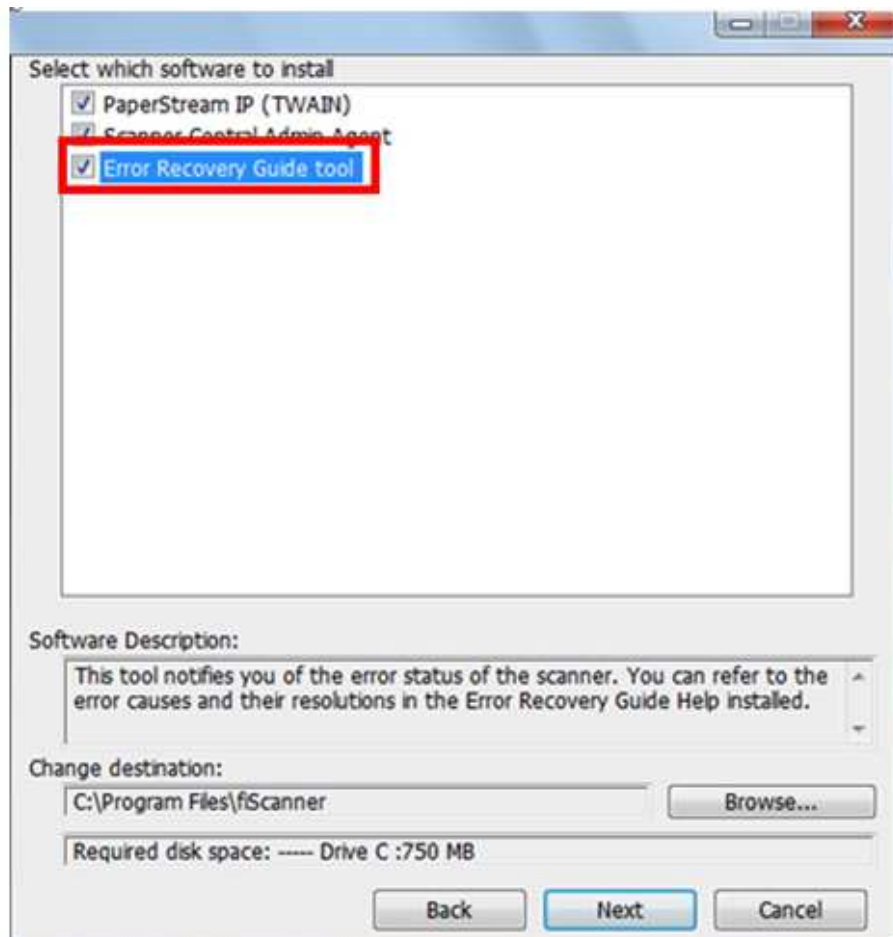 Select which software to install
PaperStream IP (TWAIN)
Scanner Central Admin Agent
Error Recovery Guide tool
Software Description:
This tool notifies you of the error status of the scanner. You can refer to the
error causes and their resolutions in the Error Recovery Guide Help installed.
Change destination:
C:\Program Files\fiScanner
Browse...
Required disk space: ----- Drive C :750 MB
Back
Next
Cancel